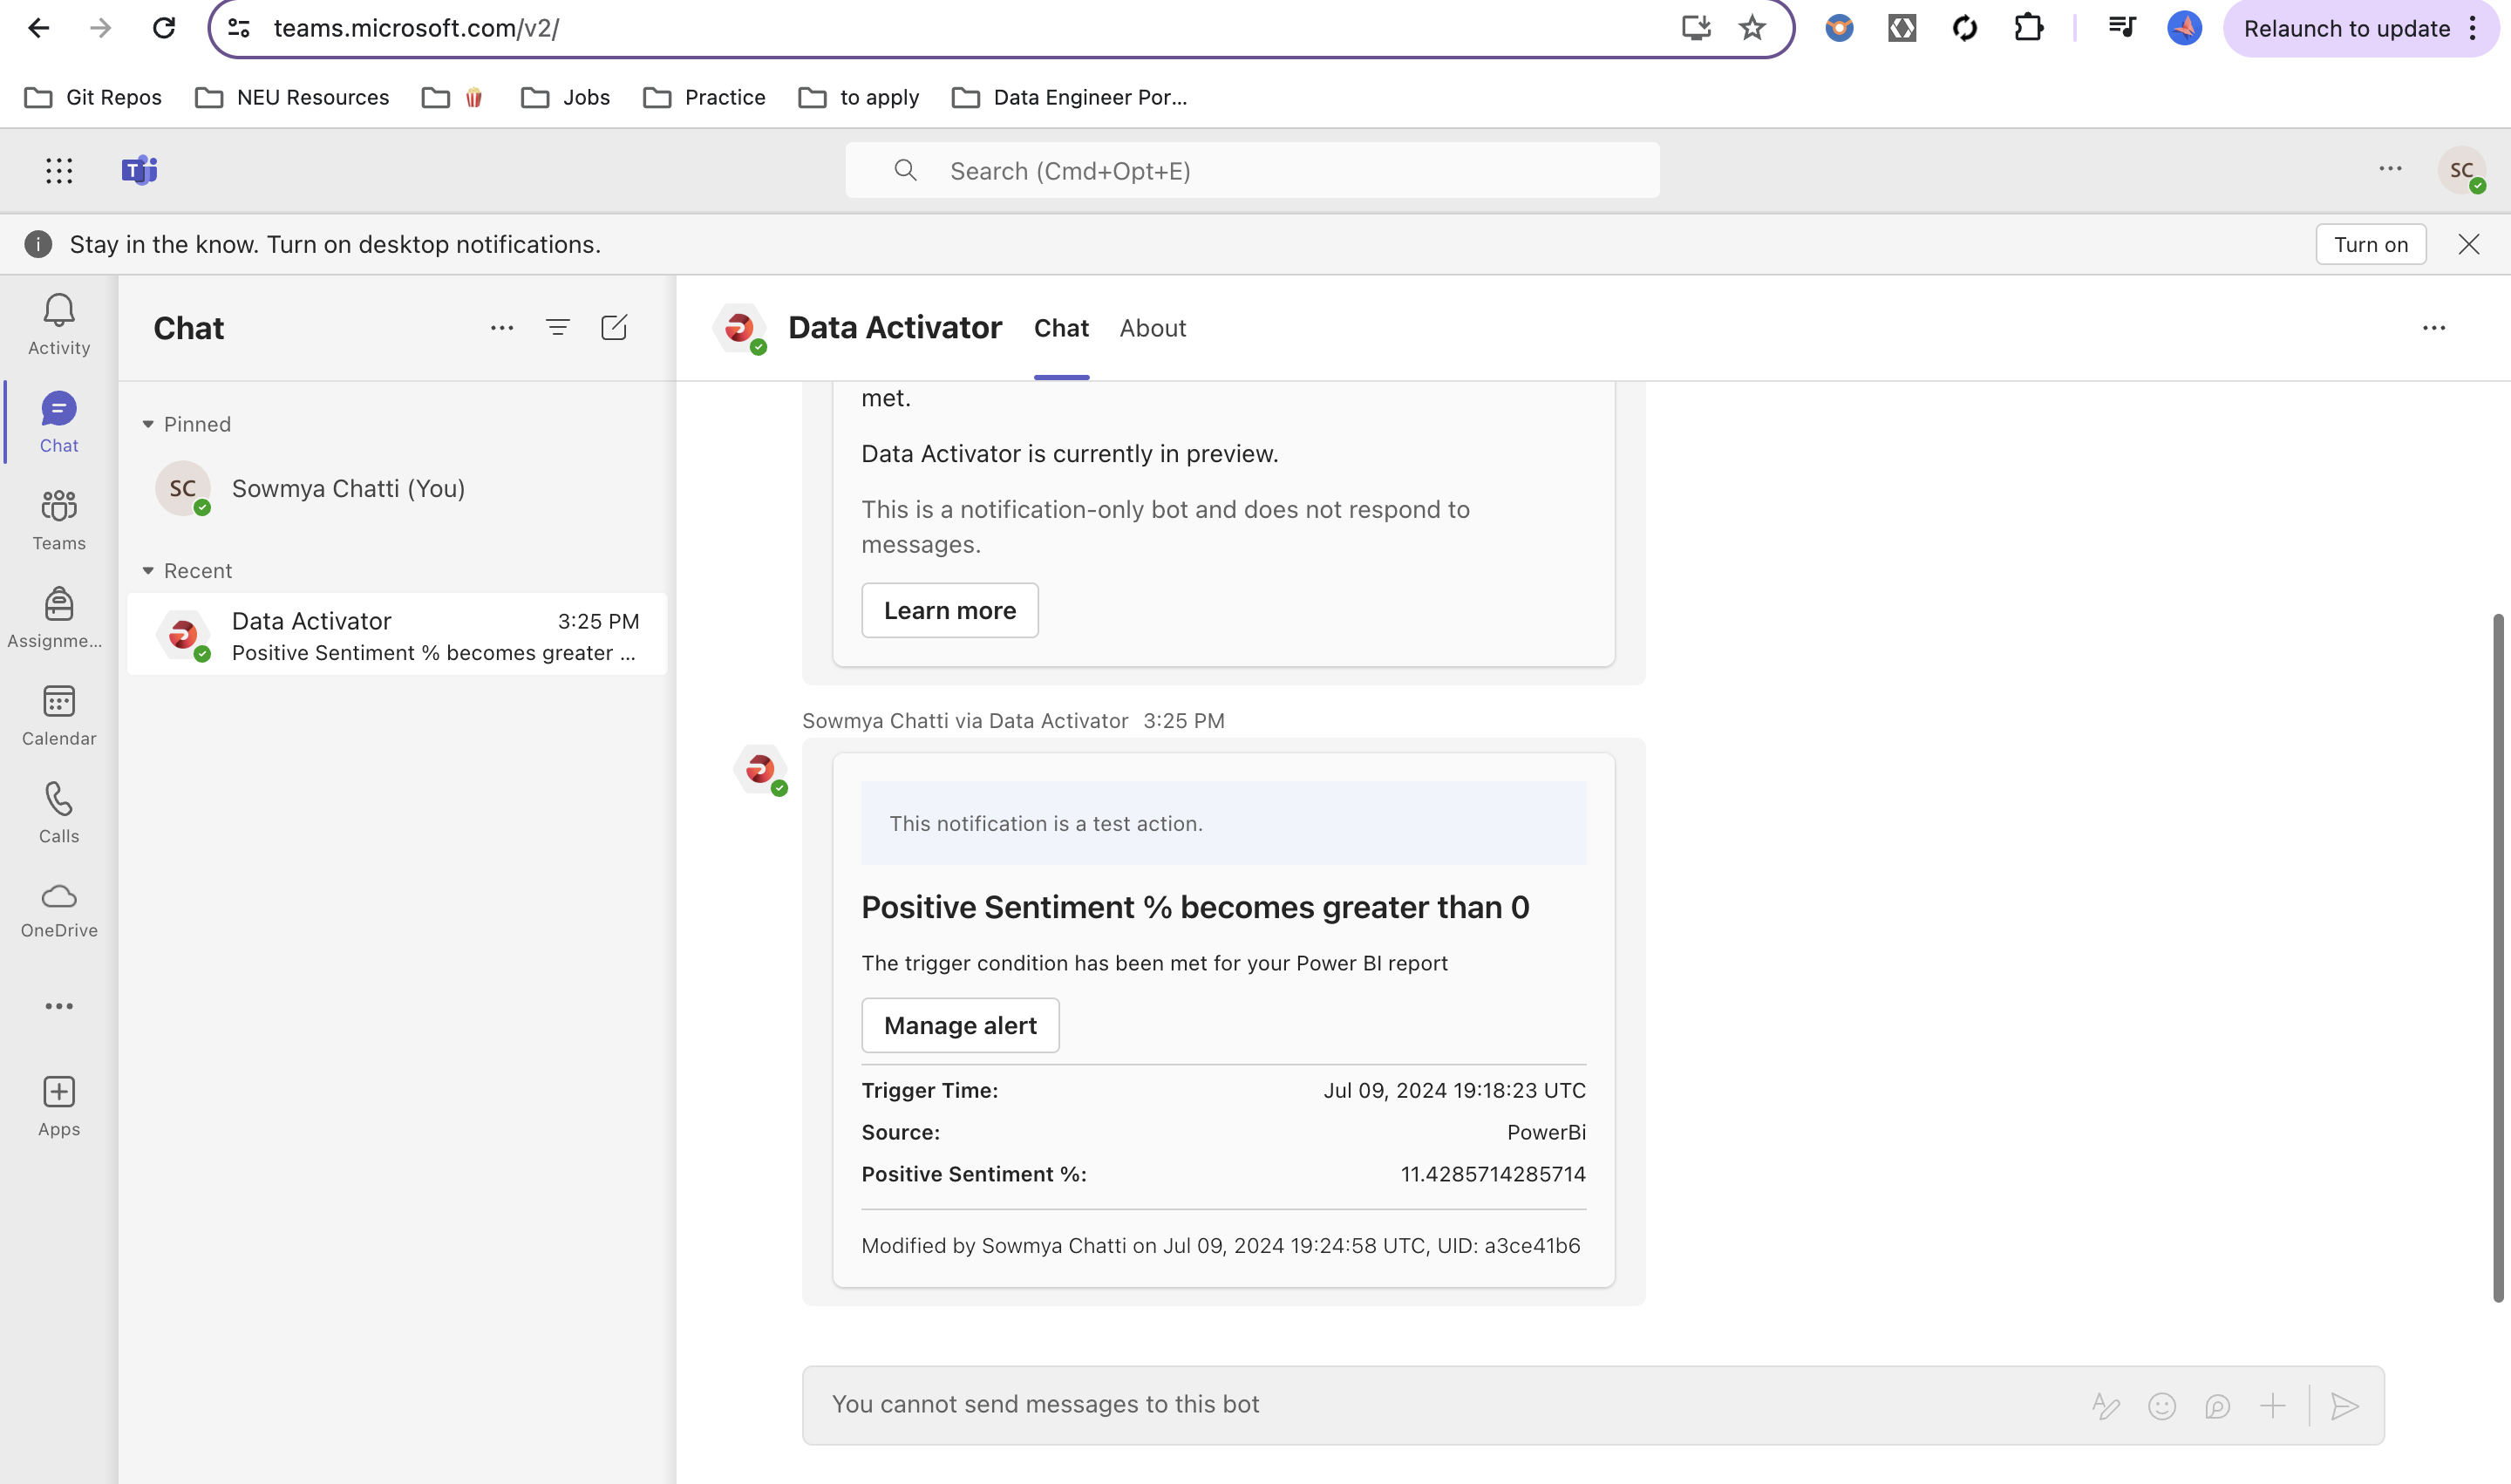 teams.microsoft.com/v2/
Relaunch to update
Git Repos
NEU Resources
Jobs
Practice
to apply
Data Engineer Por...
T
Search (Cmd+Opt+E)
SC
Stay in the know. Turn on desktop notifications.
Turn on
Activity
Chat
Teams
Assignme...
Calendar
Calls
OneDrive
Apps
Chat
Pinned
SC
Sowmya Chatti (You)
Recent
Data Activator
3:25 PM
Positive Sentiment % becomes greater ...
Data Activator
Chat
About
met.
Data Activator is currently in preview.
This is a notification-only bot and does not respond to
messages.
Learn more
Sowmya Chatti via Data Activator 3:25 PM
This notification is a test action.
Positive Sentiment % becomes greater than 0
The trigger condition has been met for your Power BI report
Manage alert
Trigger Time: Jul 09, 2024 19:18:23 UTC
Source: PowerBi
Positive Sentiment %: 11.4285714285714
Modified by Sowmya Chatti on Jul 09, 2024 19:24:58 UTC, UID: a3ce41b6
You cannot send messages to this bot